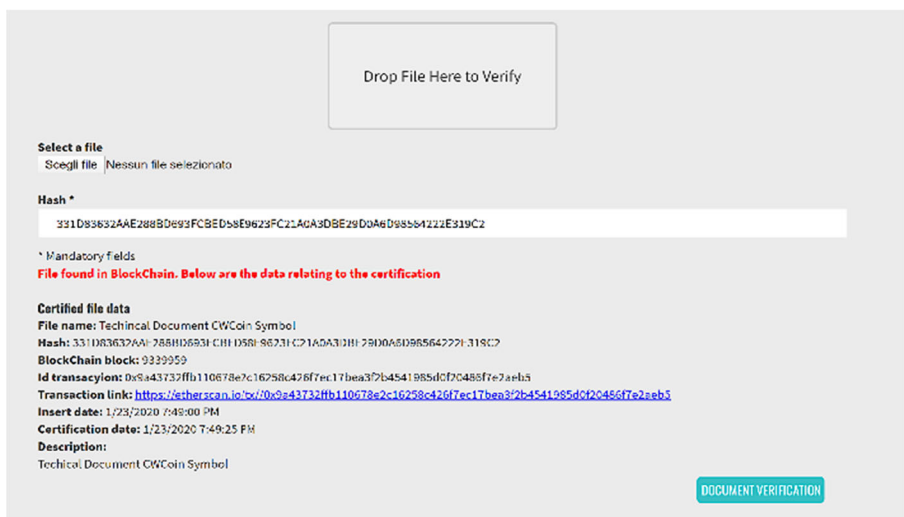 Drop File Here to Verify
Select a file
Scegli file Nessun file selezionato
Hash *
331D83632AAE288BD693FCBED58E9623FC21A0A3DBE29D0A6D98564222E319C2
* Mandatory fields
File found in BlockChain. Below are the data relating to the certification
Certified file data
File name: Techincal Document CWCoin Symbol
Hash: 331D83632AAE288BD693FCBED58E9623FC21A0A3DBE29D0A6D98564222E319C2
BlockChain block: 9339959
Id transacyion: 0x9a43732ffb110678e2c16258c426f7ec17bea3f2b4541985d0f20486f7e2aeb5
Transaction link: https://etherscan.io/tx//0x9a43732ffb110678e2c16258c426f7ec17bea3f2b4541985d0f20486f7e2aeb5
Insert date: 1/23/2020 7:49:00 PM
Certification date: 1/23/2020 7:49:25 PM
Description:
Techical Document CWCoin Symbol
DOCUMENT VERIFICATION